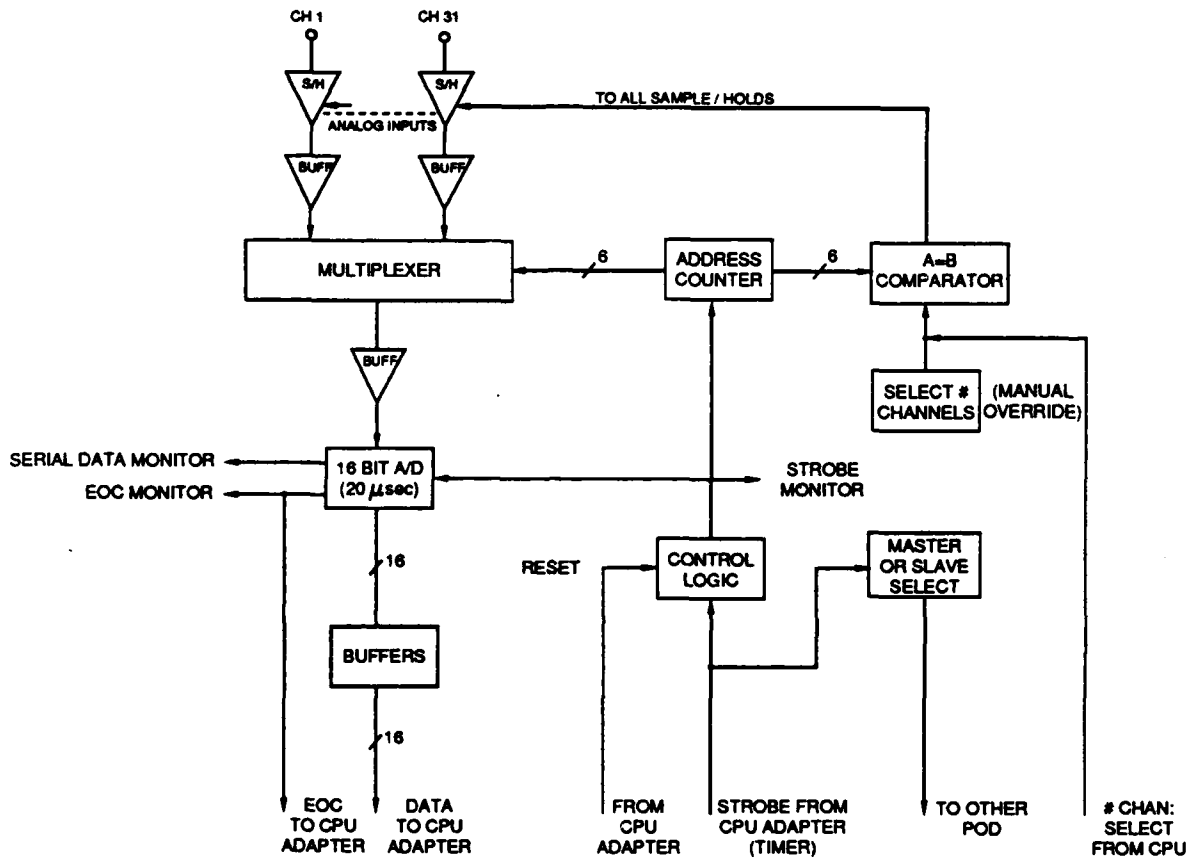 CH 1
CH 31
S/H
S/H
TO ALL SAMPLE / HOLDS
ANALOG INPUTS
BUFF
BUFF
MULTIPLEXER
6
ADDRESS
COUNTER
6
A=B
COMPARATOR
BUFF
SELECT #
CHANNELS
(MANUAL
OVERRIDE)
SERIAL DATA MONITOR
EOC MONITOR
16 BIT A/D
(20 µsec)
STROBE
MONITOR
16
RESET
CONTROL
LOGIC
MASTER
OR SLAVE
SELECT
BUFFERS
16
EOC
TO CPU
ADAPTER
DATA
TO CPU
ADAPTER
FROM
CPU
ADAPTER
STROBE FROM
CPU ADAPTER
(TIMER)
TO OTHER
POD
# CHAN:
SELECT
FROM CPU